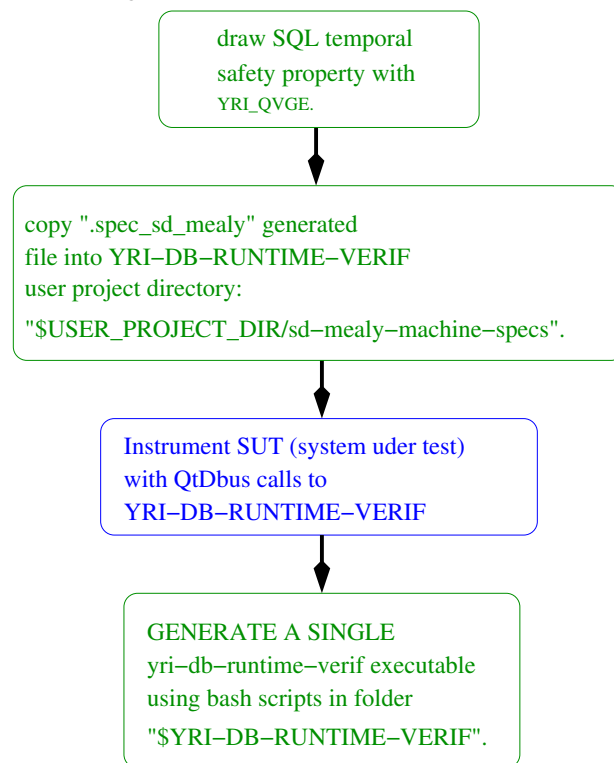 draw SQL temporal
safety property with
YRI_QVGE.
copy ".spec_sd_mealy" generated
file into YRI−DB−RUNTIME−VERIF
user project directory:
"$USER_PROJECT_DIR/sd−mealy−machine−specs".
Instrument SUT (system uder test)
with QtDbus calls to
YRI−DB−RUNTIME−VERIF
GENERATE A SINGLE
yri−db−runtime−verif executable
using bash scripts in folder
"$YRI−DB−RUNTIME−VERIF".